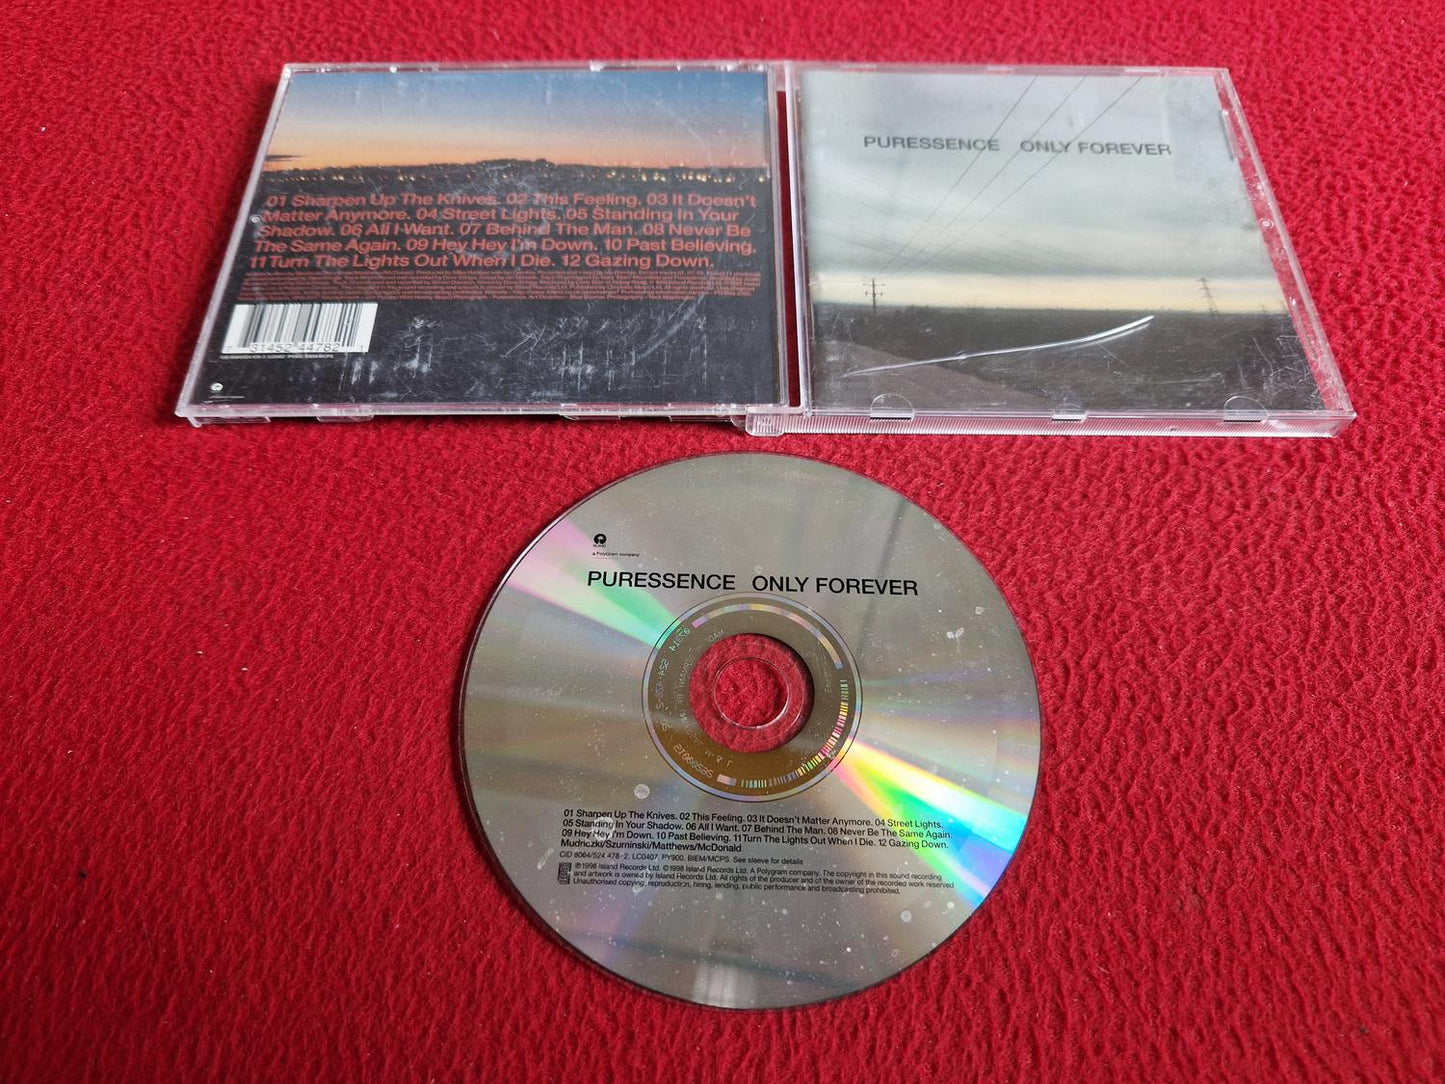 01 Sharpen Up The Knives. 02 This Feeling. 03 It Doesn't
Matter Anymore. 04 Street Lights. 05 Standing In Your
Shadow. 06 All I Want. 07 Behind The Man. 08 Never Be
The Same Again. 09 Hey Hey I'm Down. 10 Past Believing.
11 Turn The Lights Out When I Die. 12 Gazing Down.
31452 44782
PURESSENCE ONLY FOREVER
ISLAND
a PolyGram company
PURESSENCE ONLY FOREVER
01 Sharpen Up The Knives. 02 This Feeling. 03 It Doesn't Matter Anymore. 04 Street Lights.
05 Standing In Your Shadow. 06 All I Want. 07 Behind The Man. 08 Never Be The Same Again.
09 Hey Hey I'm Down. 10 Past Believing. 11 Turn The Lights Out When I Die. 12 Gazing Down.
Mudriczki/Szuminski/Matthews/McDonald
CID 8064/524 478-2. LC0407. PY900. BIEM/MCPS. See sleeve for details
℗1998 Island Records Ltd. ©1998 Island Records Ltd. A Polygram company. The copyright in this sound recording
and artwork is owned by Island Records Ltd. All rights of the producer and of the owner of the recorded work reserved
Unauthorised copying, reproduction, hiring, lending, public performance and broadcasting prohibited.